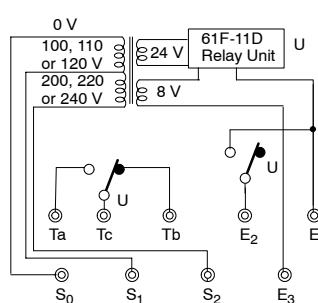 0 V
100, 110
or 120 V
200, 220
or 240 V
24 V
8 V
61F-11D
Relay Unit
U
U
U
Ta
Tc
Tb
E2
E
S0
S1
S2
E3